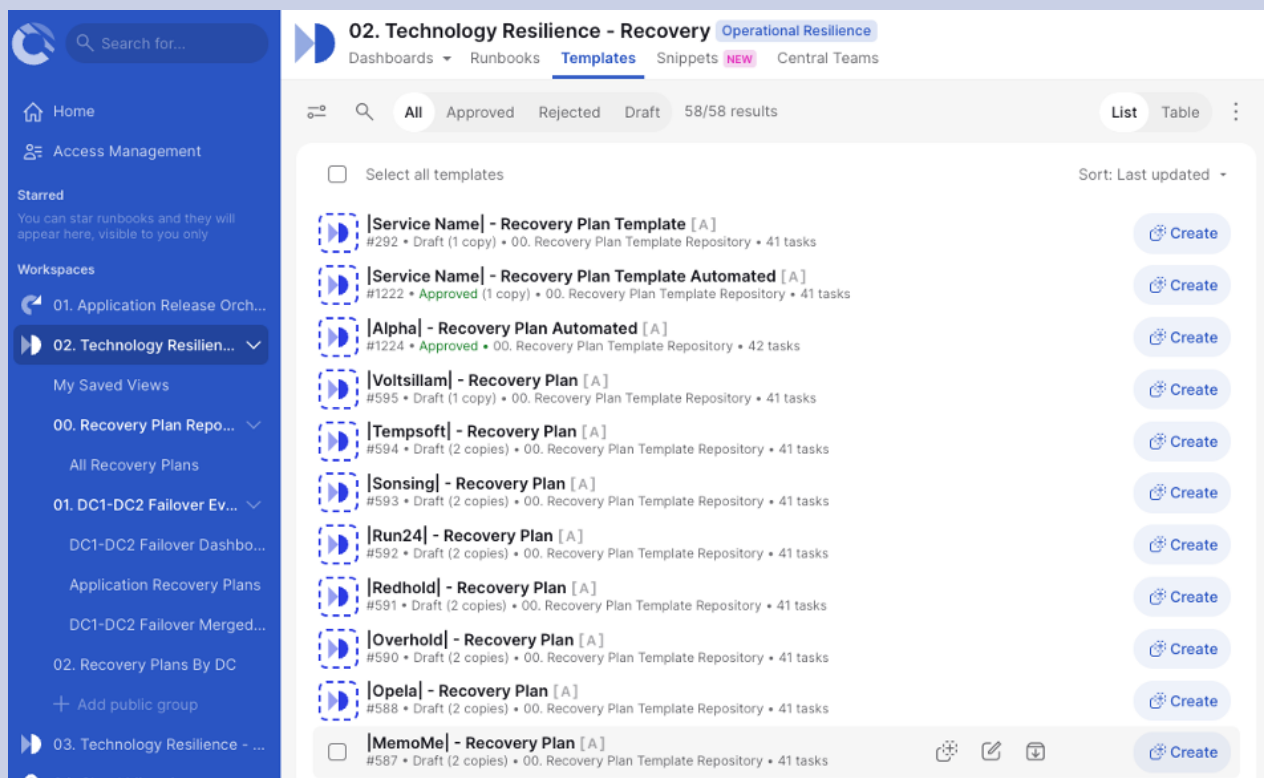 Search for...
Home
Access Management
Starred
You can star runbooks and they will
appear here, visible to you only
Workspaces
01. Application Release Orch...
02. Technology Resilien...
My Saved Views
00. Recovery Plan Repo...
All Recovery Plans
01. DC1-DC2 Failover Ev...
DC1-DC2 Failover Dashbo...
Application Recovery Plans
DC1-DC2 Failover Merged...
02. Recovery Plans By DC
+ Add public group
03. Technology Resilience - ...
02. Technology Resilience - Recovery Operational Resilience
Dashboards Runbooks Templates Snippets NEW Central Teams
All Approved Rejected Draft 58/58 results List Table
Select all templates Sort: Last updated
|Service Name| - Recovery Plan Template [A]
#292 • Draft (1 copy) • 00. Recovery Plan Template Repository • 41 tasks
Create
|Service Name| - Recovery Plan Template Automated [A]
#1222 • Approved (1 copy) • 00. Recovery Plan Template Repository • 41 tasks
Create
|Alpha| - Recovery Plan Automated [A]
#1224 • Approved • 00. Recovery Plan Template Repository • 42 tasks
Create
|Voltsillam| - Recovery Plan [A]
#595 • Draft (1 copy) • 00. Recovery Plan Template Repository • 41 tasks
Create
|Tempsoft| - Recovery Plan [A]
#594 • Draft (2 copies) • 00. Recovery Plan Template Repository • 41 tasks
Create
|Sonsing| - Recovery Plan [A]
#593 • Draft (2 copies) • 00. Recovery Plan Template Repository • 41 tasks
Create
|Run24| - Recovery Plan [A]
#592 • Draft (2 copies) • 00. Recovery Plan Template Repository • 41 tasks
Create
|Redhold| - Recovery Plan [A]
#591 • Draft (2 copies) • 00. Recovery Plan Template Repository • 41 tasks
Create
|Overhold| - Recovery Plan [A]
#590 • Draft (2 copies) • 00. Recovery Plan Template Repository • 41 tasks
Create
|Opela| - Recovery Plan [A]
#588 • Draft (2 copies) • 00. Recovery Plan Template Repository • 41 tasks
Create
|MemoMe| - Recovery Plan [A]
#587 • Draft (2 copies) • 00. Recovery Plan Template Repository • 41 tasks
Create